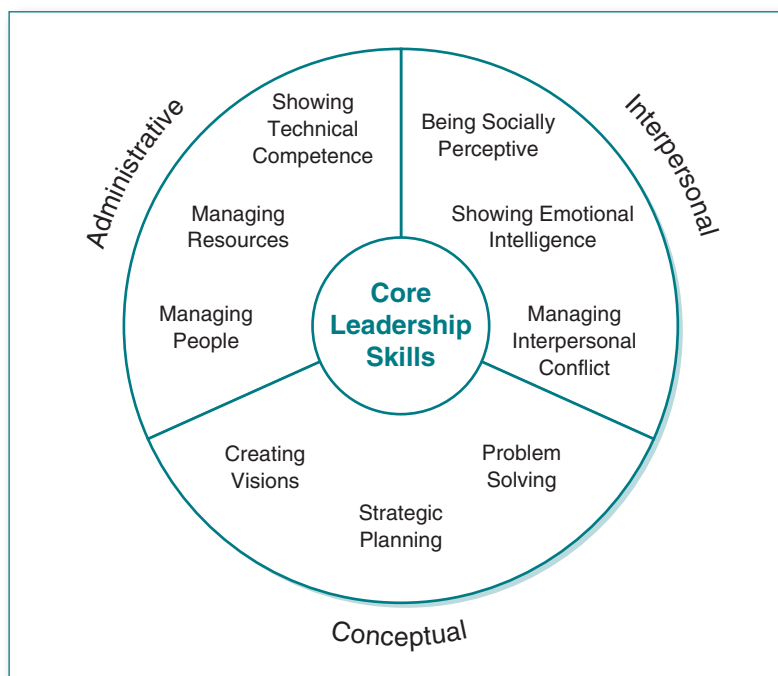 Administrative
Showing
Technical
Competence
Managing
Resources
Managing
People
Interpersonal
Being Socially
Perceptive
Showing Emotional
Intelligence
Managing
Interpersonal
Conflict
Core
Leadership
Skills
Creating
Visions
Strategic
Planning
Problem
Solving
Conceptual